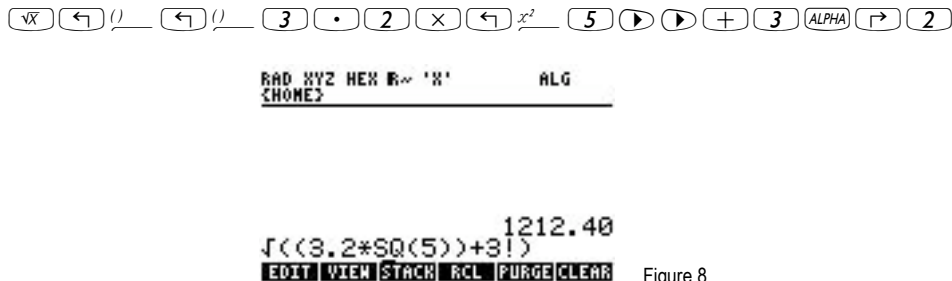 √x ↰ () ↰ () 3 • 2 × ↰ x² 5 ▶ ▶ + 3 ALPHA ↱ 2
RAD XYZ HEX R~ 'X' ALG
{HOME}
1212.40
√((3.2*SQ(5))+3!)
EDIT VIEW STACK RCL PURGE CLEAR
Figure 8